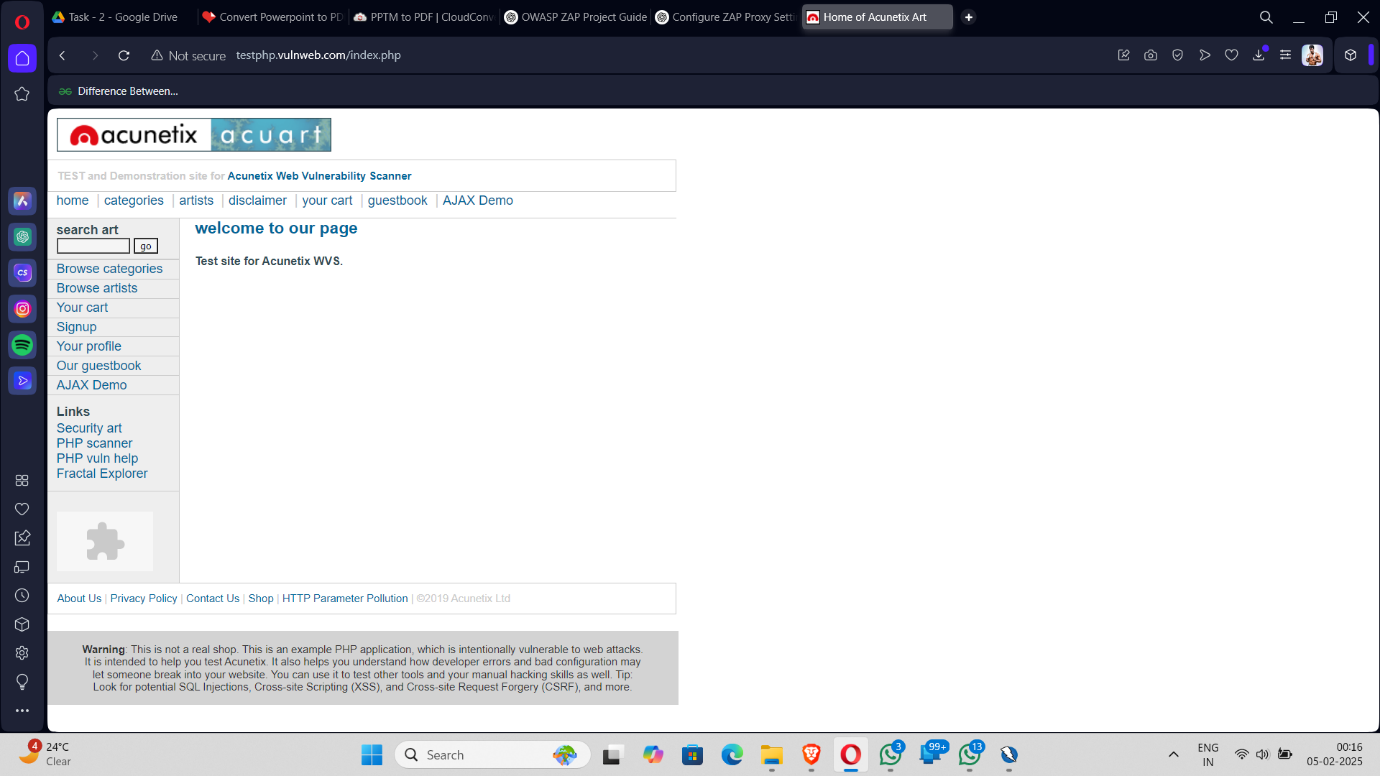 Task - 2 - Google Drive
Convert Powerpoint to PD
PPTM to PDF | CloudConv
OWASP ZAP Project Guide
Configure ZAP Proxy Setti
Home of Acunetix Art
Not secure
testphp.vulnweb.com/index.php
Difference Between...
acunetix acuart
TEST and Demonstration site for Acunetix Web Vulnerability Scanner
home | categories | artists | disclaimer | your cart | guestbook | AJAX Demo
search art
go
Browse categories
Browse artists
Your cart
Signup
Your profile
Our guestbook
AJAX Demo
Links
Security art
PHP scanner
PHP vuln help
Fractal Explorer
welcome to our page
Test site for Acunetix WVS.
CS
About Us | Privacy Policy | Contact Us | Shop | HTTP Parameter Pollution | ©2019 Acunetix Ltd
Warning: This is not a real shop. This is an example PHP application, which is intentionally vulnerable to web attacks.
It is intended to help you test Acunetix. It also helps you understand how developer errors and bad configuration may
let someone break into your website. You can use it to test other tools and your manual hacking skills as well. Tip:
Look for potential SQL Injections, Cross-site Scripting (XSS), and Cross-site Request Forgery (CSRF), and more.
4
24°C
Clear
Search
3
99+
13
ENG
IN
00:16
05-02-2025